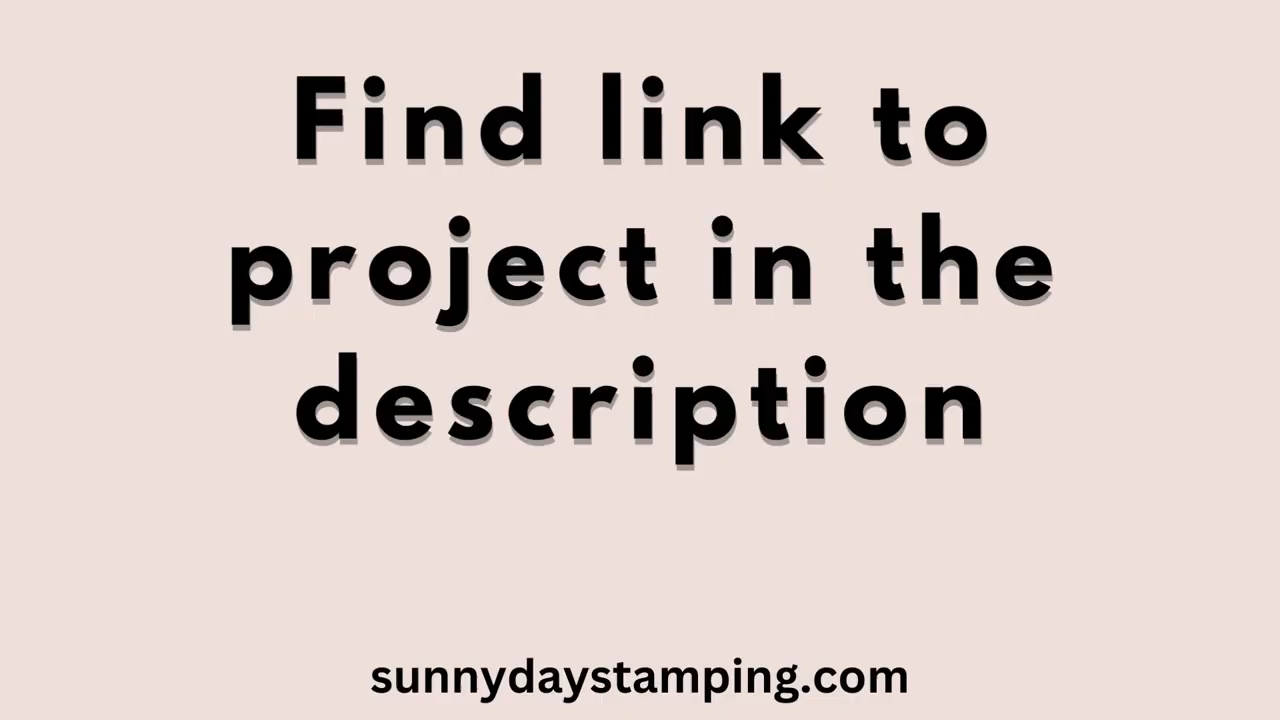 Find link to
project in the
description
sunnydaystamping.com